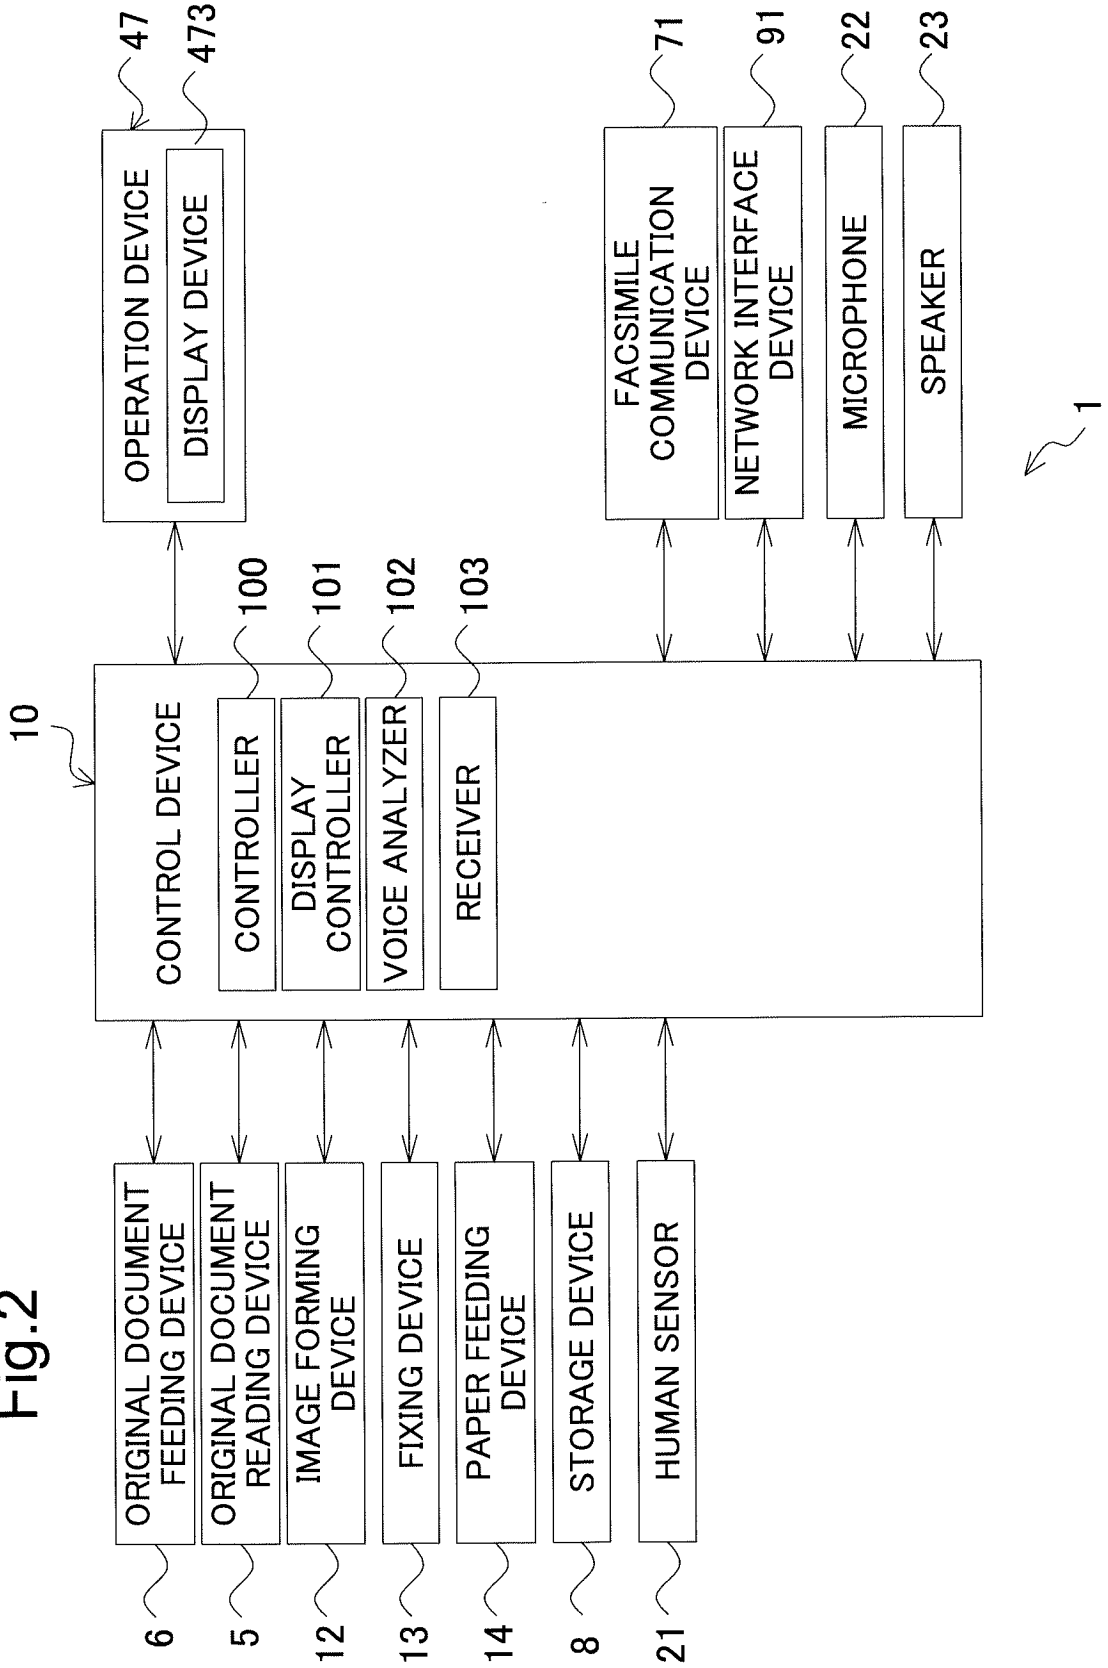 Fig.2
10
CONTROL DEVICE
CONTROLLER
100
DISPLAY
CONTROLLER
101
VOICE ANALYZER
102
RECEIVER
103
6
ORIGINAL DOCUMENT
FEEDING DEVICE
5
ORIGINAL DOCUMENT
READING DEVICE
12
IMAGE FORMING
DEVICE
13
FIXING DEVICE
14
PAPER FEEDING
DEVICE
8
STORAGE DEVICE
21
HUMAN SENSOR
OPERATION DEVICE
47
DISPLAY DEVICE
473
FACSIMILE
COMMUNICATION
DEVICE
71
NETWORK INTERFACE
DEVICE
91
MICROPHONE
22
SPEAKER
23
1